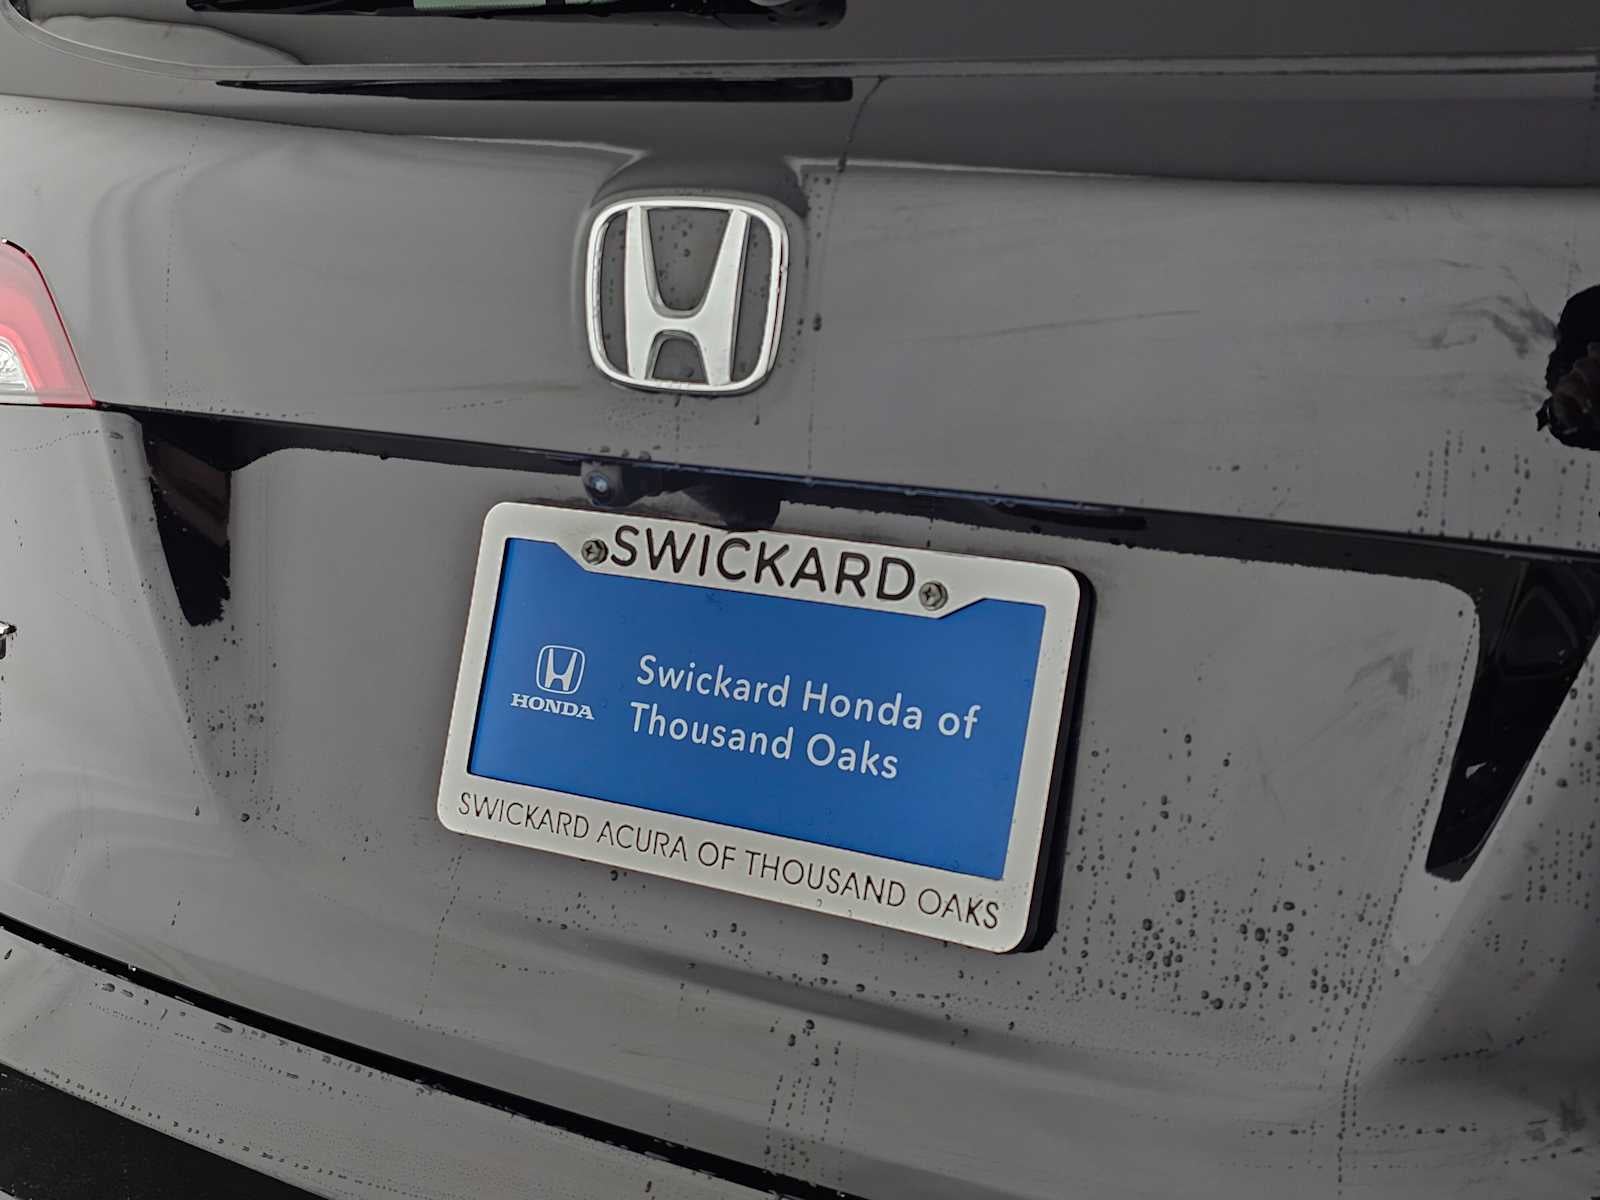 SWICKARD
HONDA
Swickard Honda of
Thousand Oaks
SWICKARD ACURA OF THOUSAND OAKS